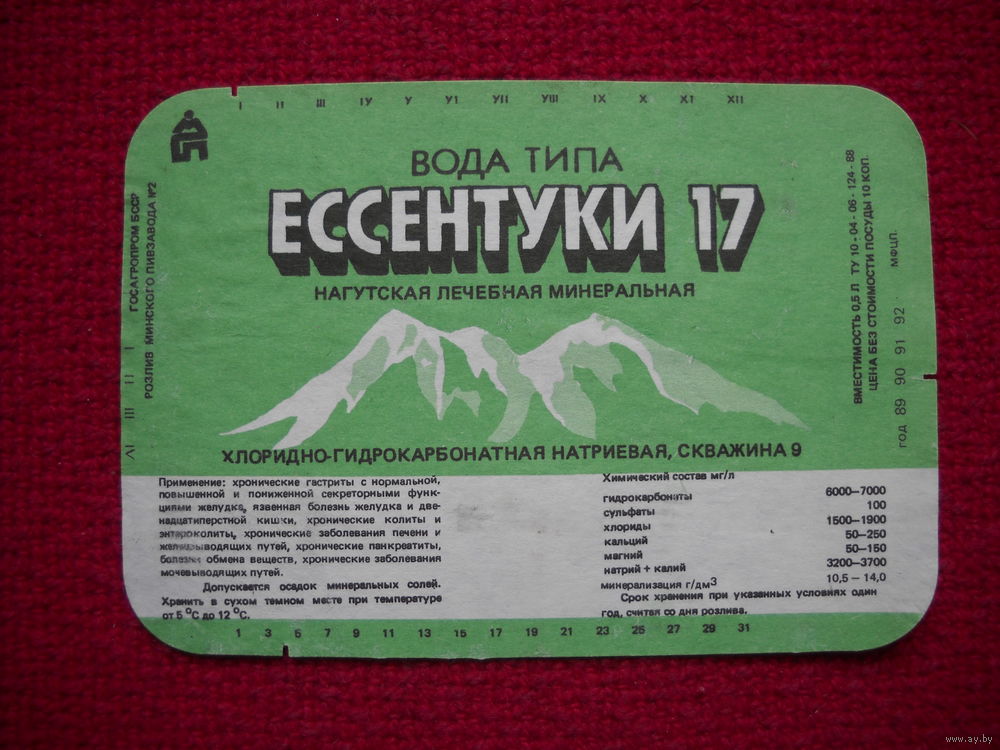 I II III IУ У У1 УII УШ IX X X1 XII
ВОДА ТИПА
ЕССЕНТУКИ 17
НАГУТСКАЯ ЛЕЧЕБНАЯ МИНЕРАЛЬНАЯ
ХЛОРИДНО-ГИДРОКАРБОНАТНАЯ НАТРИЕВАЯ, СКВАЖИНА 9
ГОСАГРОПРОМ БССР
РОЗЛИВ МИНСКОГО ПИВЗАВОДА №2
I II III IУ
ВМЕСТИМОСТЬ 0,5 Л ТУ 10-04-06-124-88
ЦЕНА БЕЗ СТОИМОСТИ ПОСУДЫ 10 КОП.
ГОД 89 90 91 92 МФЦП.
Применение: хронические гастриты с нормальной,
повышенной и пониженной секреторными функ-
циями желудка, язвенная болезнь желудка и две-
надцатиперстной кишки, хронические колиты и
энтероколиты, хронические заболевания печени и
желчевыводящих путей, хронические панкреатиты,
болезни обмена веществ, хронические заболевания
мочевыводящих путей.
Допускается осадок минеральных солей.
Хранить в сухом темном месте при температуре
от 5 °С до 12 °С.
Химический состав мг/л
гидрокарбонаты 6000—7000
сульфаты 100
хлориды 1500—1900
кальций 50—250
магний 50—150
натрий + калий 3200—3700
минерализация г/дм3 10,5 — 14,0
Срок хранения при указанных условиях один
год, считая со дня розлива.
1 3 5 7 9 11 13 15 17 19 21 23 25 27 29 31
www.ay.by